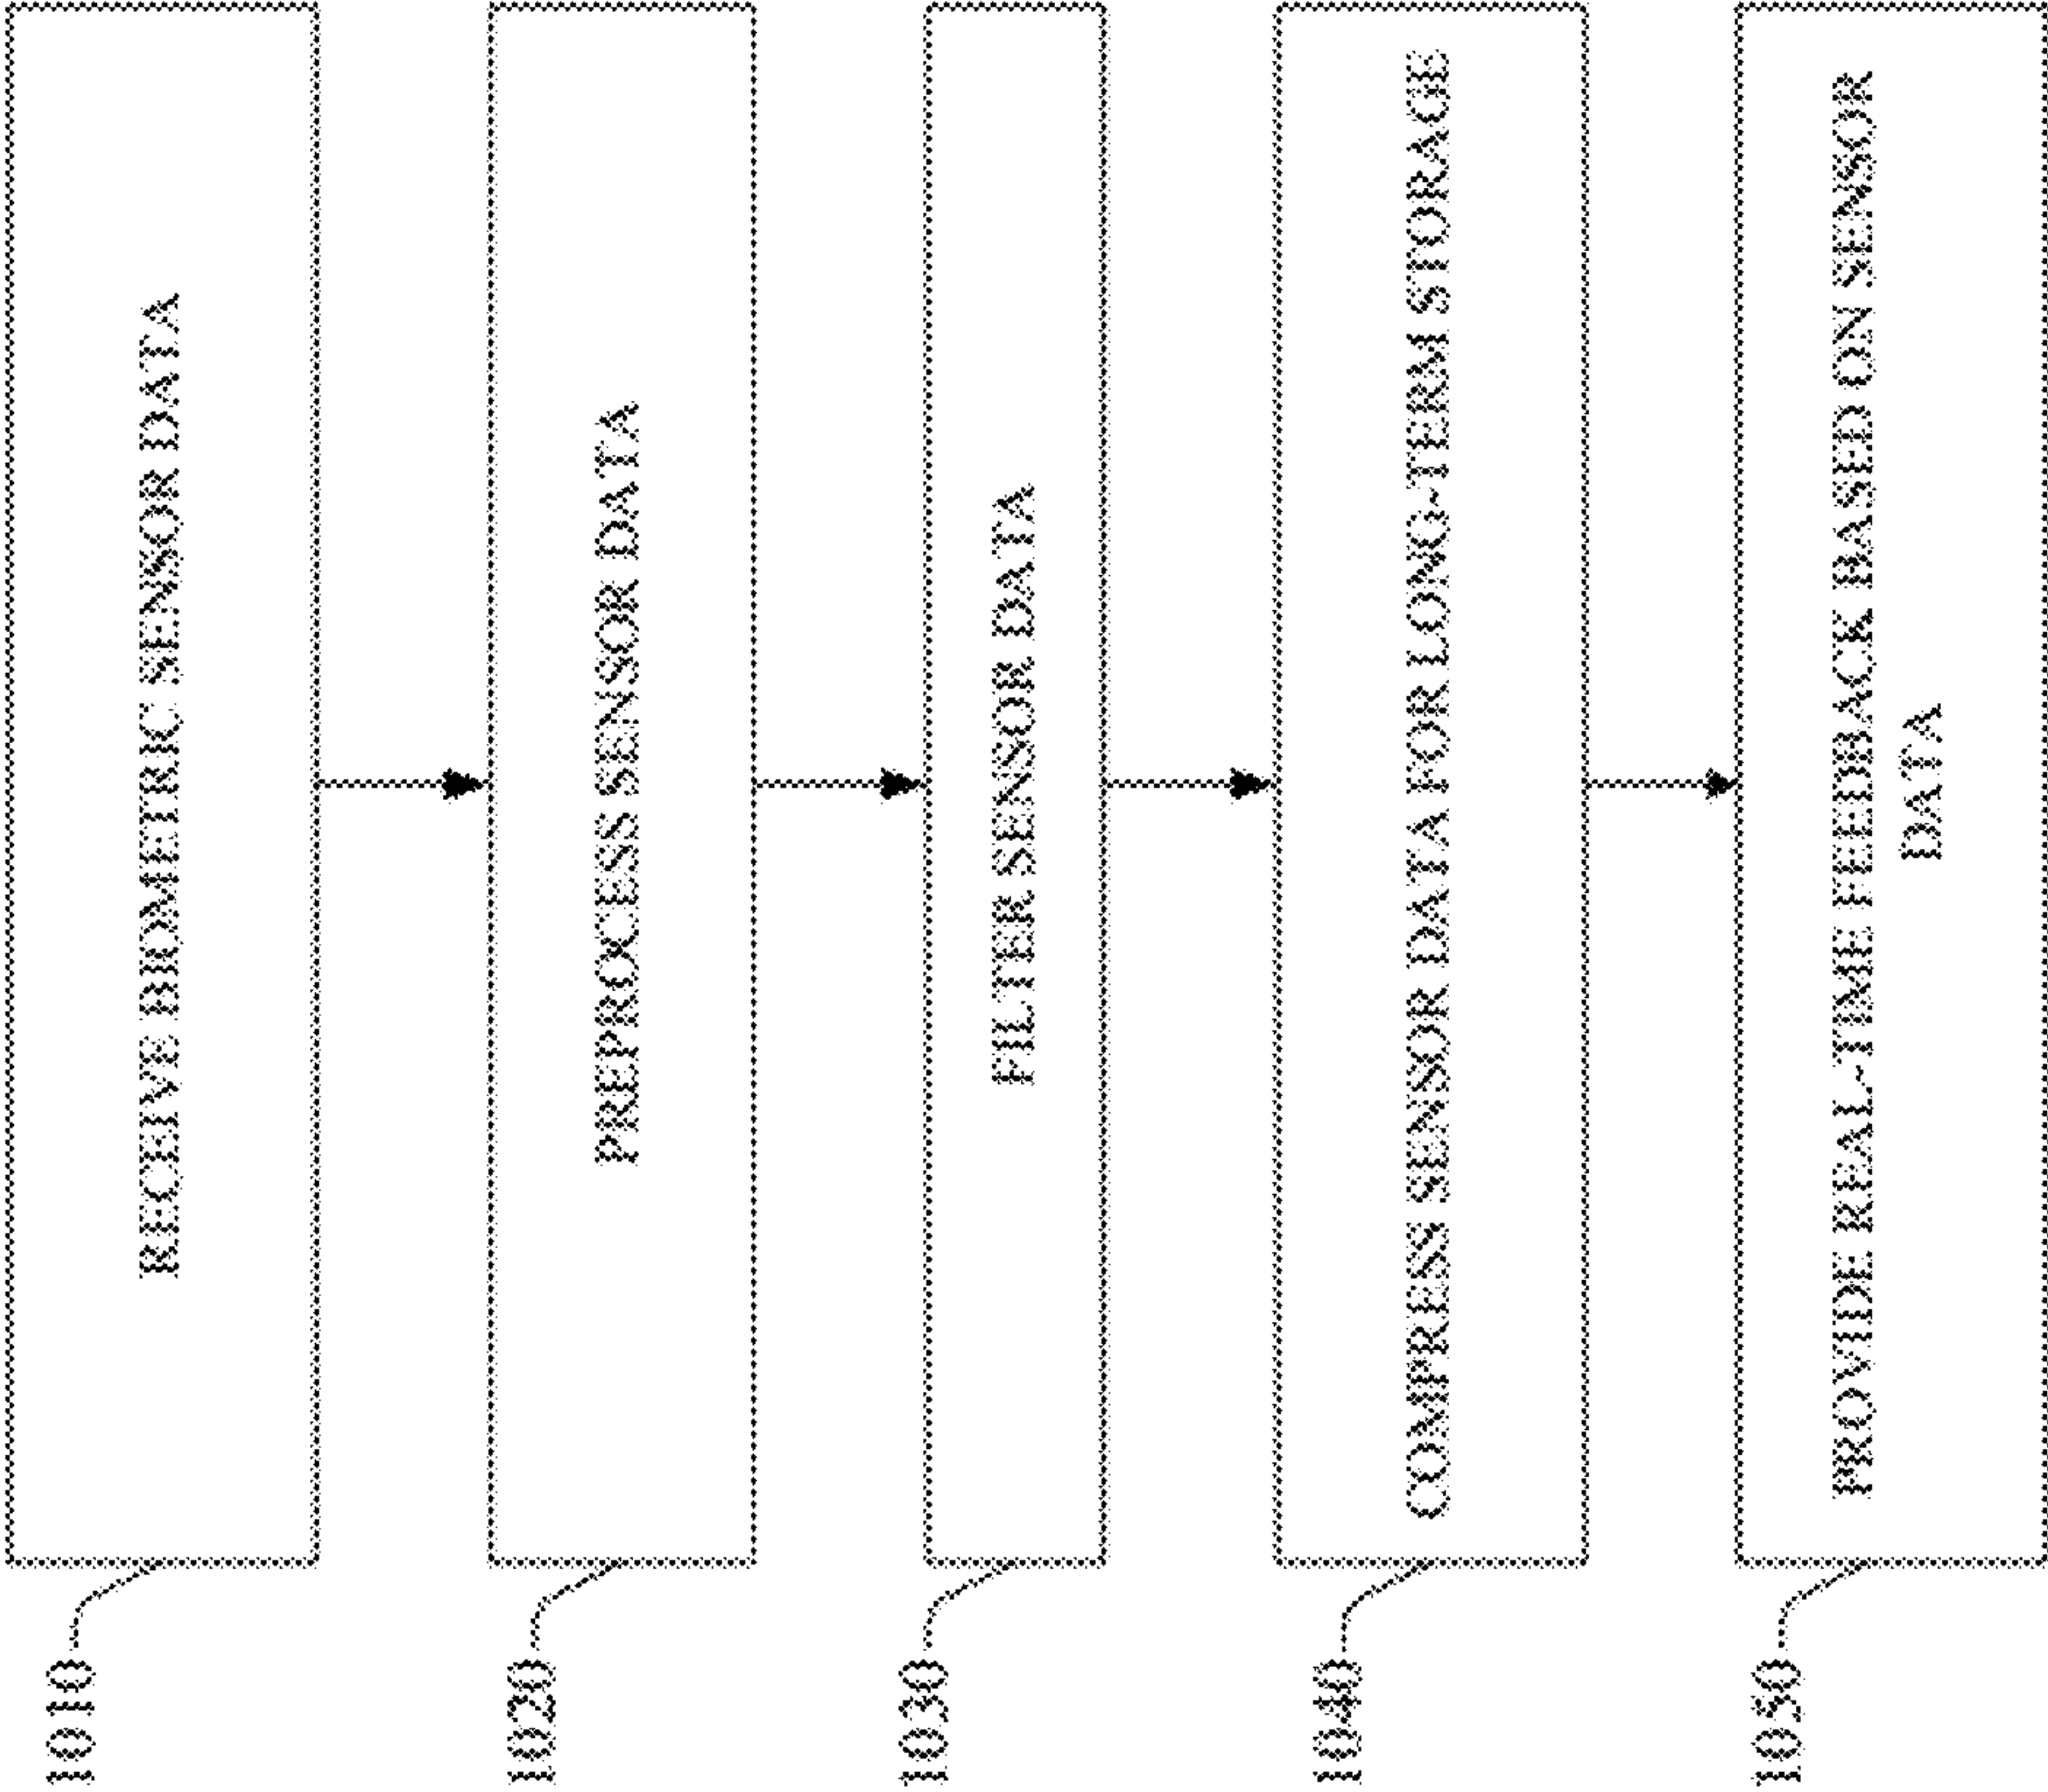 1010
RECEIVE BIOMETRIC SENSOR DATA
1020
PREPROCESS SENSOR DATA
1030
FILTER SENSOR DATA
1040
COMPRESS SENSOR DATA FOR LONG-TERM STORAGE
1050
PROVIDE REAL-TIME FEEDBACK BASED ON SENSOR
DATA